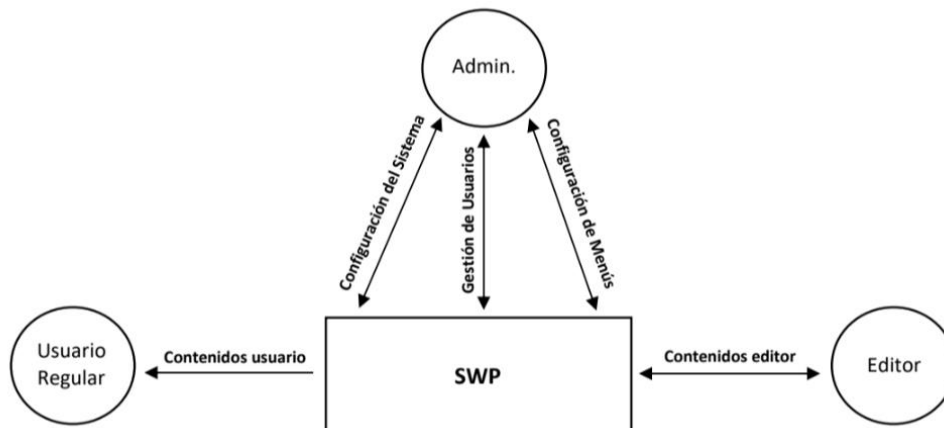 Admin.
Configuración del Sistema
Gestión de Usuarios
Configuración de Menús
Usuario
Regular
Contenidos usuario
SWP
Contenidos editor
Editor